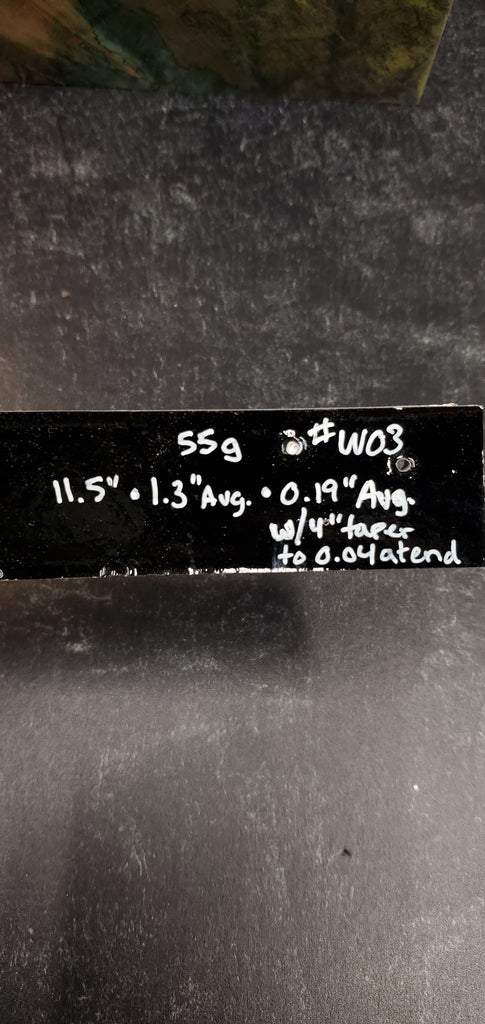 55g #W03
11.5" • 1.3" Avg. • 0.19" Avg.
w/4" taper
to 0.04 at end